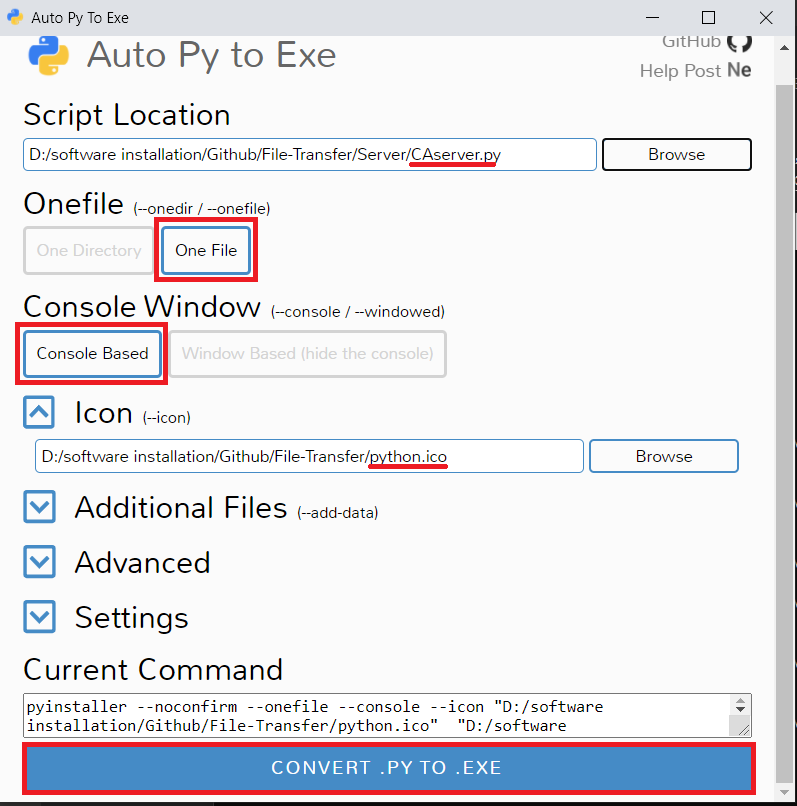 Auto Py To Exe
Auto Py to Exe
GitHub
Help Post Ne
Script Location
D:/software installation/Github/File-Transfer/Server/CAserver.py
Browse
Onefile (--onedir / --onefile)
One Directory
One File
Console Window (--console / --windowed)
Console Based
Window Based (hide the console)
Icon (--icon)
D:/software installation/Github/File-Transfer/python.ico
Browse
Additional Files (--add-data)
Advanced
Settings
Current Command
pyinstaller --noconfirm --onefile --console --icon "D:/software
installation/Github/File-Transfer/python.ico"  "D:/software
CONVERT .PY TO .EXE